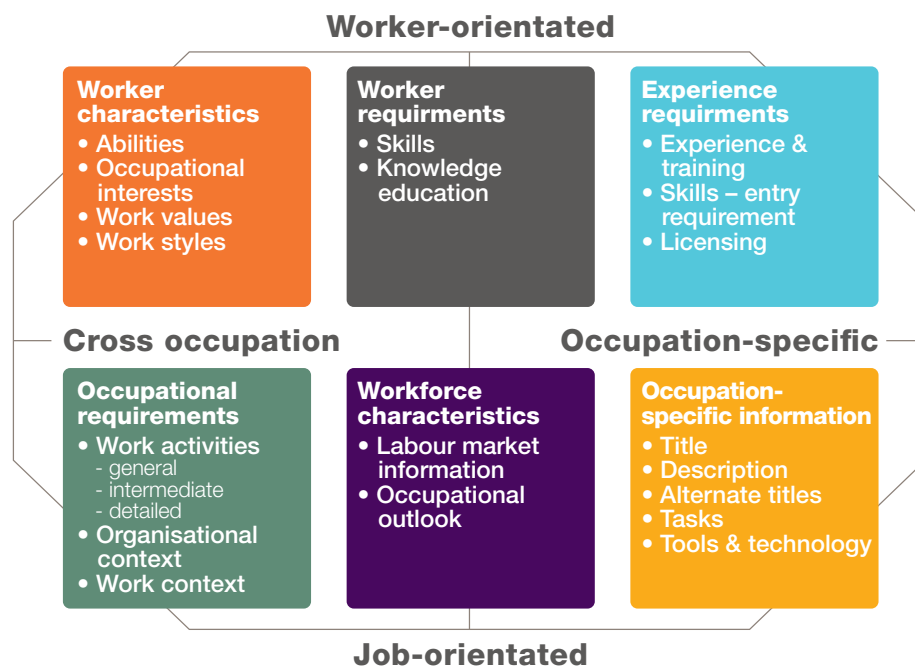 Worker-orientated
Worker
characteristics
• Abilities
• Occupational
interests
• Work values
• Work styles
Worker
requirments
• Skills
• Knowledge
education
Experience
requirments
• Experience &
training
• Skills – entry
requirement
• Licensing
Cross occupation
Occupation-specific
Occupational
requirements
• Work activities
- general
- intermediate
- detailed
• Organisational
context
• Work context
Workforce
characteristics
• Labour market
information
• Occupational
outlook
Occupation-
specific information
• Title
• Description
• Alternate titles
• Tasks
• Tools & technology
Job-orientated